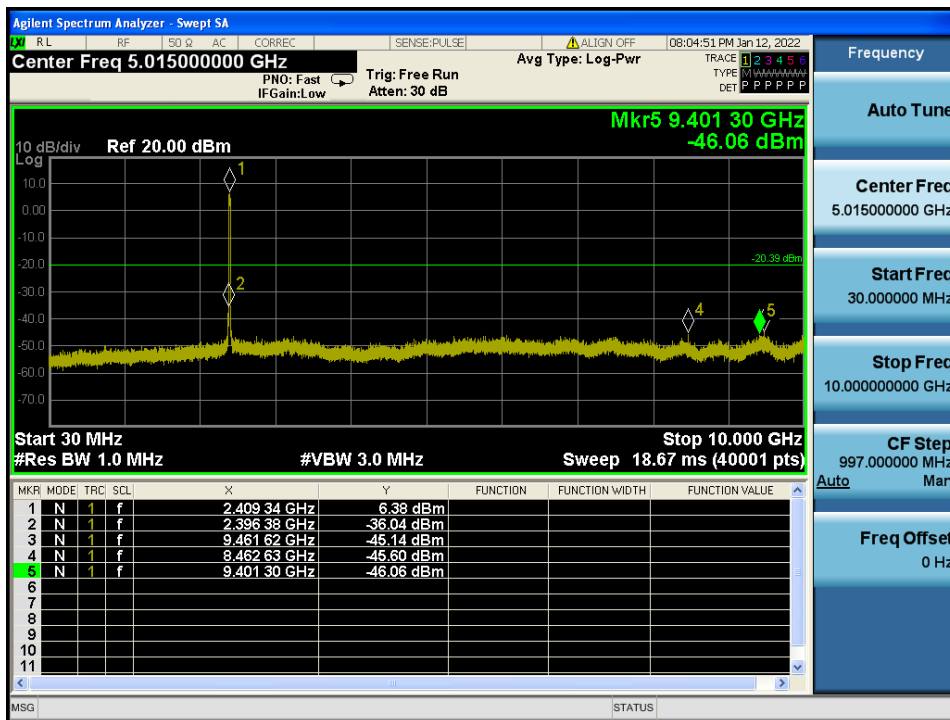 Agilent Spectrum Analyzer - Swept SA
LXI RL RF 50 Ω AC CORREC SENSE:PULSE ALIGN OFF 08:04:51 PM Jan 12, 2022
Center Freq 5.015000000 GHz
PNO: Fast
IFGain:Low
Trig: Free Run
Atten: 30 dB
Avg Type: Log-Pwr
TRACE 1 2 3 4 5 6
TYPE M WWWWW
DET P P P P P P
Mkr5 9.401 30 GHz
-46.06 dBm
10 dB/div Ref 20.00 dBm
Log
1
10.0
0.00
-10.0
-20.0 -20.39 dBm
2
-30.0
4 5
-40.0
-50.0
-60.0
-70.0
Start 30 MHz Stop 10.000 GHz
#Res BW 1.0 MHz #VBW 3.0 MHz Sweep 18.67 ms (40001 pts)
MKR MODE TRC SCL X Y FUNCTION FUNCTION WIDTH FUNCTION VALUE
1 N 1 f 2.409 34 GHz 6.38 dBm
2 N 1 f 2.396 38 GHz -36.04 dBm
3 N 1 f 9.461 62 GHz -45.14 dBm
4 N 1 f 8.462 63 GHz -45.60 dBm
5 N 1 f 9.401 30 GHz -46.06 dBm
6
7
8
9
10
11
MSG STATUS
Frequency
Auto Tune
Center Freq
5.015000000 GHz
Start Freq
30.000000 MHz
Stop Freq
10.000000000 GHz
CF Step
997.000000 MHz
Auto Man
Freq Offset
0 Hz